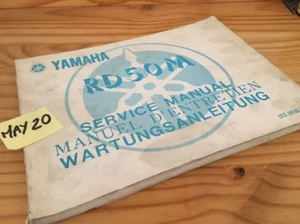 YAMAHA
RD50M
SERVICE MANUAL
MANUEL D'ENTRETIEN
WARTUNGSANLEITUNG
MAY 20